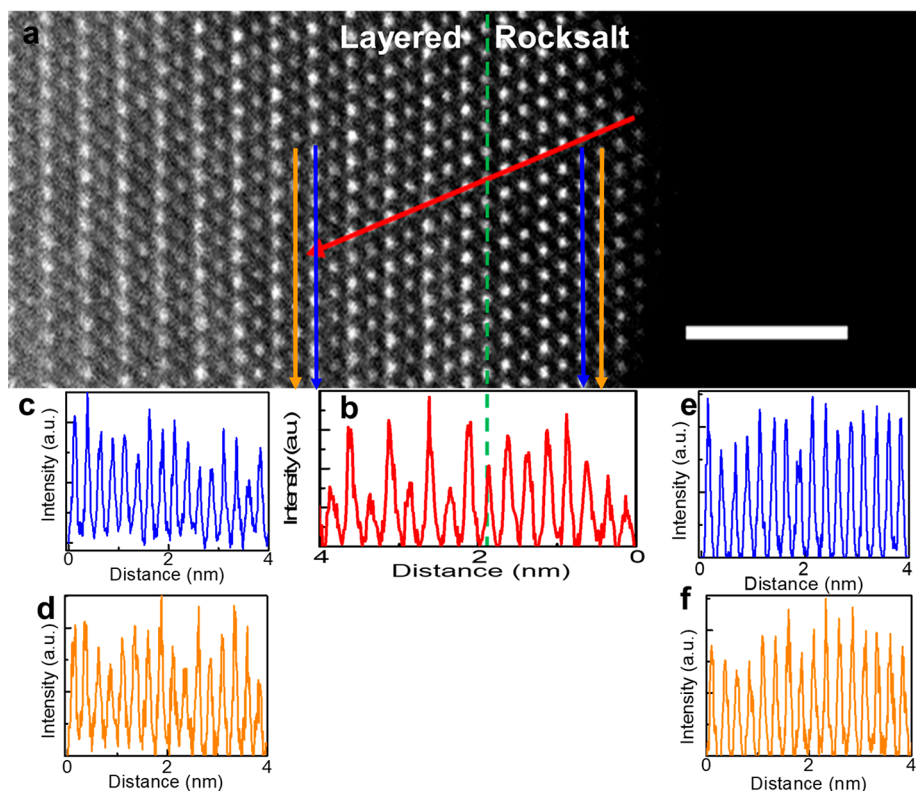 a
Layered Rocksalt
c
Intensity (a.u.)
0 2 4
Distance (nm)
b
Intensity(a.u)
4 2 0
Distance (nm)
e
Intensity (a.u.)
0 2 4
Distance (nm)
d
Intensity (a.u.)
0 2 4
Distance (nm)
f
Intensity (a.u.)
0 2 4
Distance (nm)